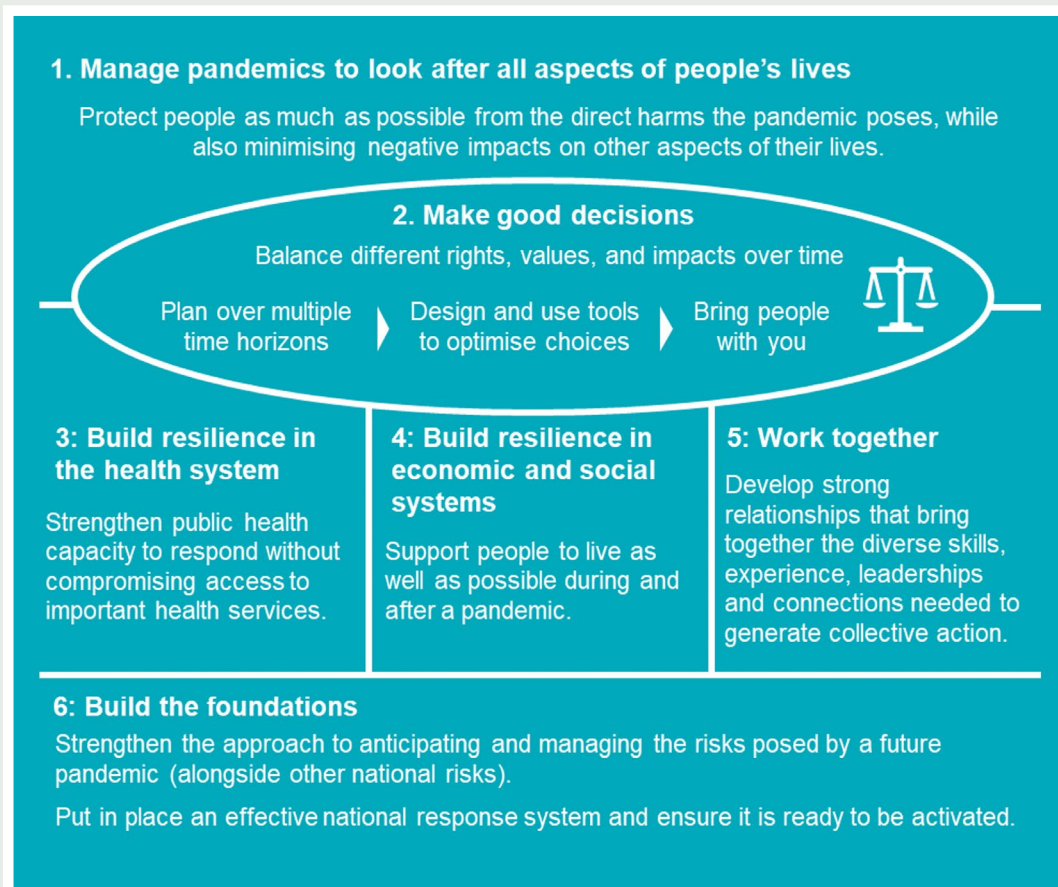 1. Manage pandemics to look after all aspects of people’s lives
Protect people as much as possible from the direct harms the pandemic poses, while
also minimising negative impacts on other aspects of their lives.
2. Make good decisions
Balance different rights, values, and impacts over time
Plan over multiple
time horizons
Design and use tools
to optimise choices
Bring people
with you
3: Build resilience in
the health system
Strengthen public health
capacity to respond without
compromising access to
important health services.
4: Build resilience in
economic and social
systems
Support people to live as
well as possible during and
after a pandemic.
5: Work together
Develop strong
relationships that bring
together the diverse skills,
experience, leaderships
and connections needed to
generate collective action.
6: Build the foundations
Strengthen the approach to anticipating and managing the risks posed by a future
pandemic (alongside other national risks).
Put in place an effective national response system and ensure it is ready to be activated.